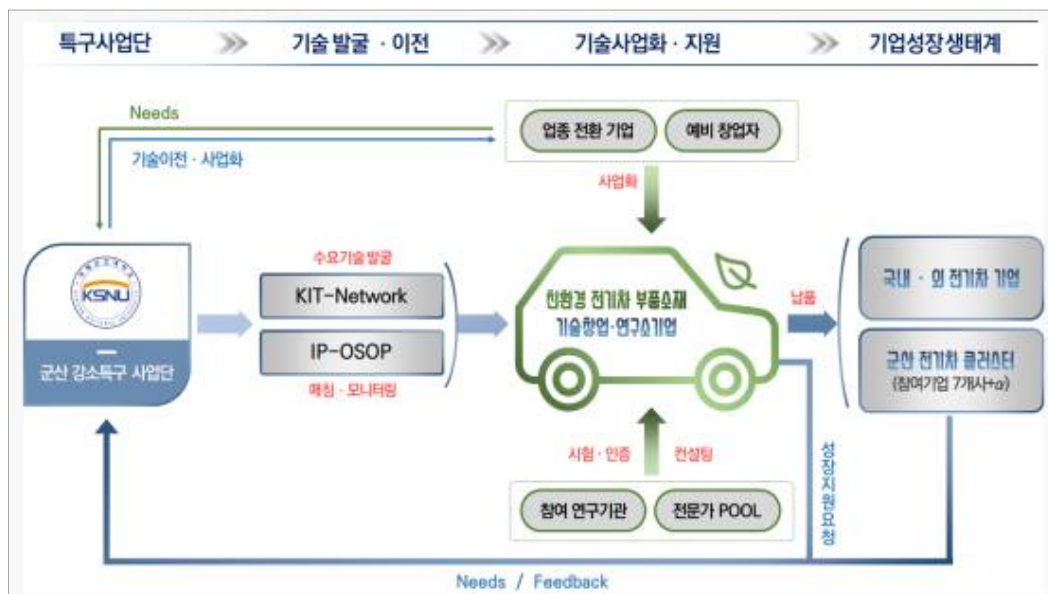 특구사업단
기술 발굴 · 이전
기술사업화 · 지원
기업성장생태계
Needs
기술이전 · 사업화
업종 전환 기업
예비 창업자
사업화
KSNU
군산 강소특구 사업단
수요기술 발굴
KIT-Network
IP-OSOP
매칭 · 모니터링
친환경 전기차 부품소재
기술창업·연구소기업
납품
국내 · 외 전기차 기업
군산 전기차 클러스터
(참여기업 7개사+α)
시험 · 인증
컨설팅
참여 연구기관
전문가 POOL
성장지원요청
Needs / Feedback